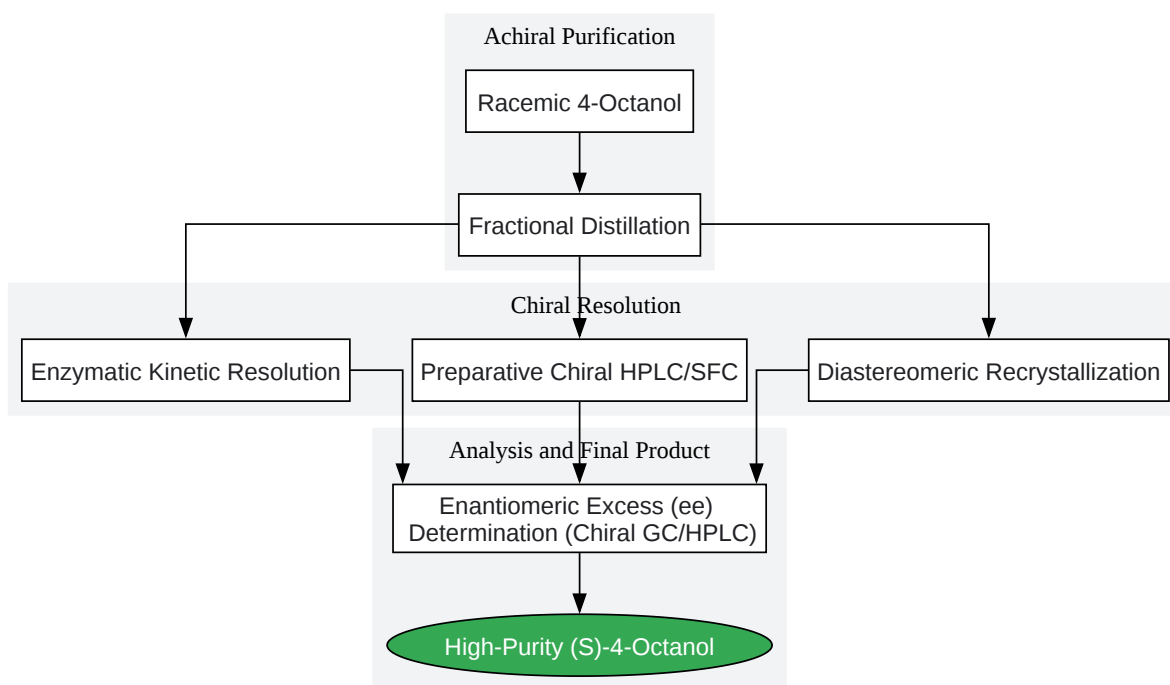 Achiral Purification
Racemic 4-Octanol
Fractional Distillation
Chiral Resolution
Enzymatic Kinetic Resolution
Preparative Chiral HPLC/SFC
Diastereomeric Recrystallization
Analysis and Final Product
Enantiomeric Excess (ee)
Determination (Chiral GC/HPLC)
High-Purity (S)-4-Octanol